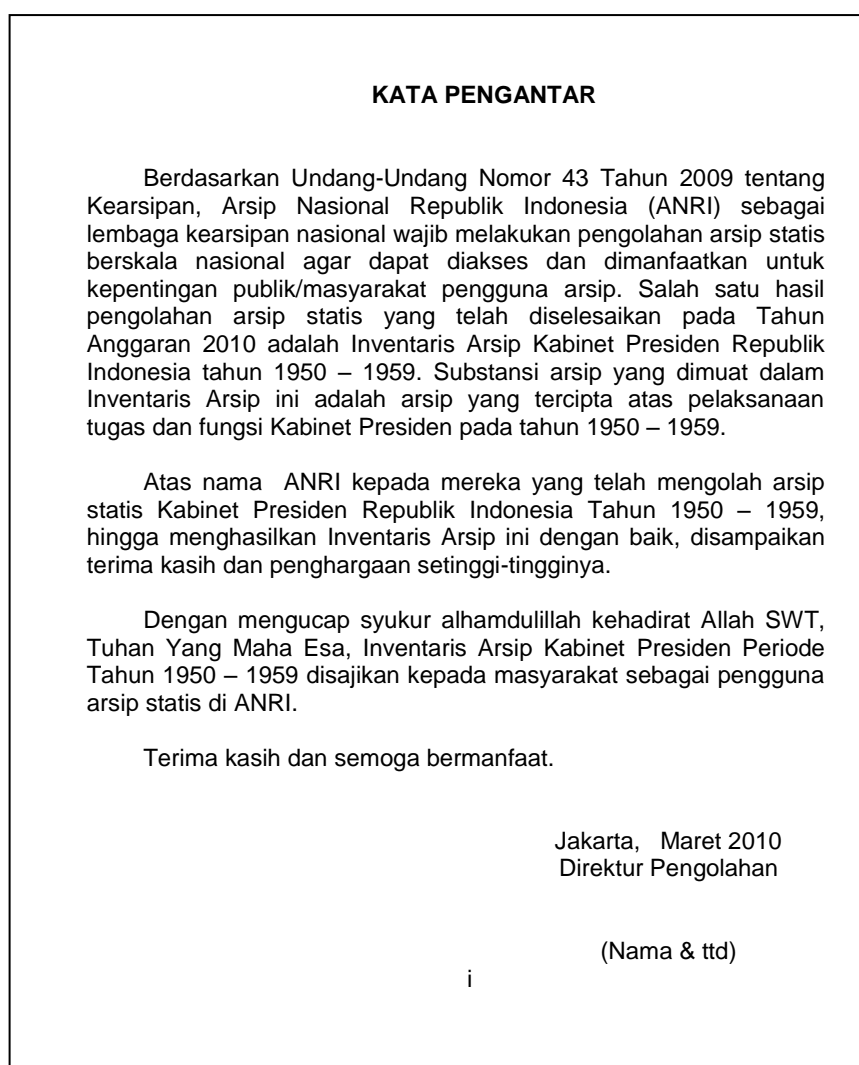 KATA PENGANTAR
Berdasarkan Undang-Undang Nomor 43 Tahun 2009 tentang
Kearsipan, Arsip Nasional Republik Indonesia (ANRI) sebagai
lembaga kearsipan nasional wajib melakukan pengolahan arsip statis
berskala nasional agar dapat diakses dan dimanfaatkan untuk
kepentingan publik/masyarakat pengguna arsip. Salah satu hasil
pengolahan arsip statis yang telah diselesaikan pada Tahun
Anggaran 2010 adalah Inventaris Arsip Kabinet Presiden Republik
Indonesia tahun 1950 – 1959. Substansi arsip yang dimuat dalam
Inventaris Arsip ini adalah arsip yang tercipta atas pelaksanaan
tugas dan fungsi Kabinet Presiden pada tahun 1950 – 1959.
Atas nama ANRI kepada mereka yang telah mengolah arsip
statis Kabinet Presiden Republik Indonesia Tahun 1950 – 1959,
hingga menghasilkan Inventaris Arsip ini dengan baik, disampaikan
terima kasih dan penghargaan setinggi-tingginya.
Dengan mengucap syukur alhamdulillah kehadirat Allah SWT,
Tuhan Yang Maha Esa, Inventaris Arsip Kabinet Presiden Periode
Tahun 1950 – 1959 disajikan kepada masyarakat sebagai pengguna
arsip statis di ANRI.
Terima kasih dan semoga bermanfaat.
Jakarta, Maret 2010
Direktur Pengolahan
(Nama & ttd)
i